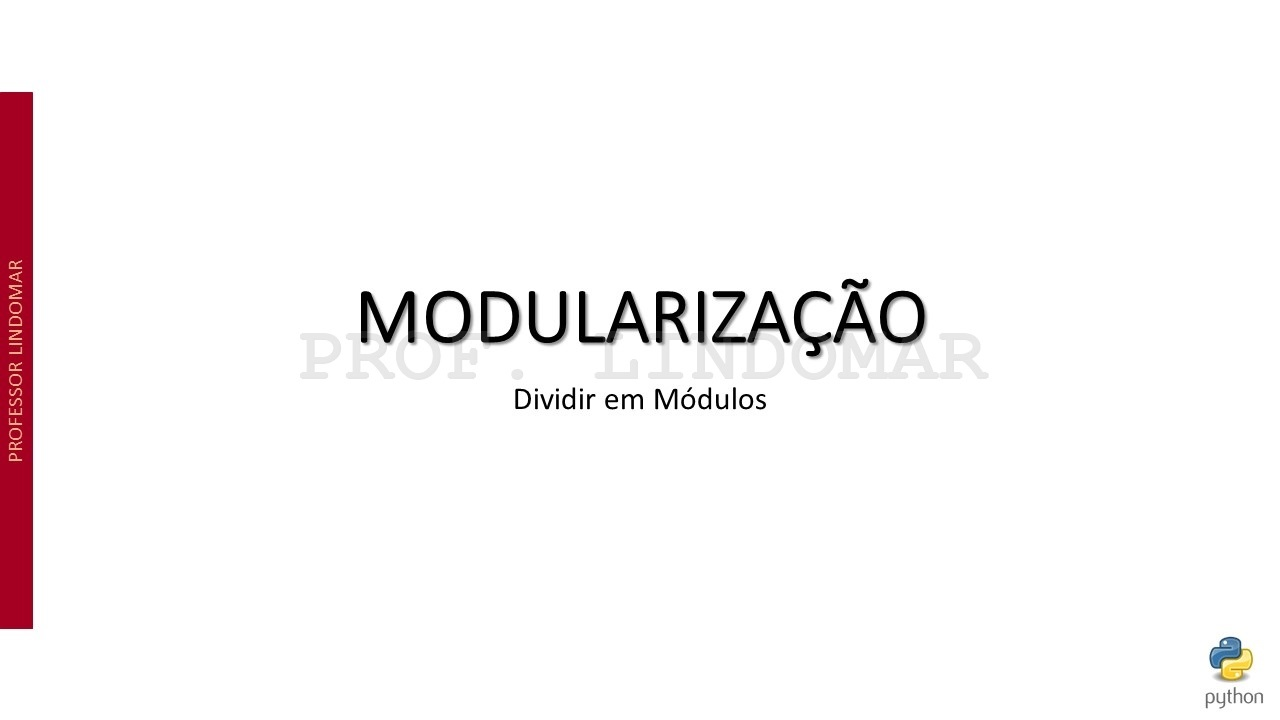 PROFESSOR LINDOMAR
MODULARIZAÇÃO
PROF. LINDOMAR
Dividir em Módulos
python